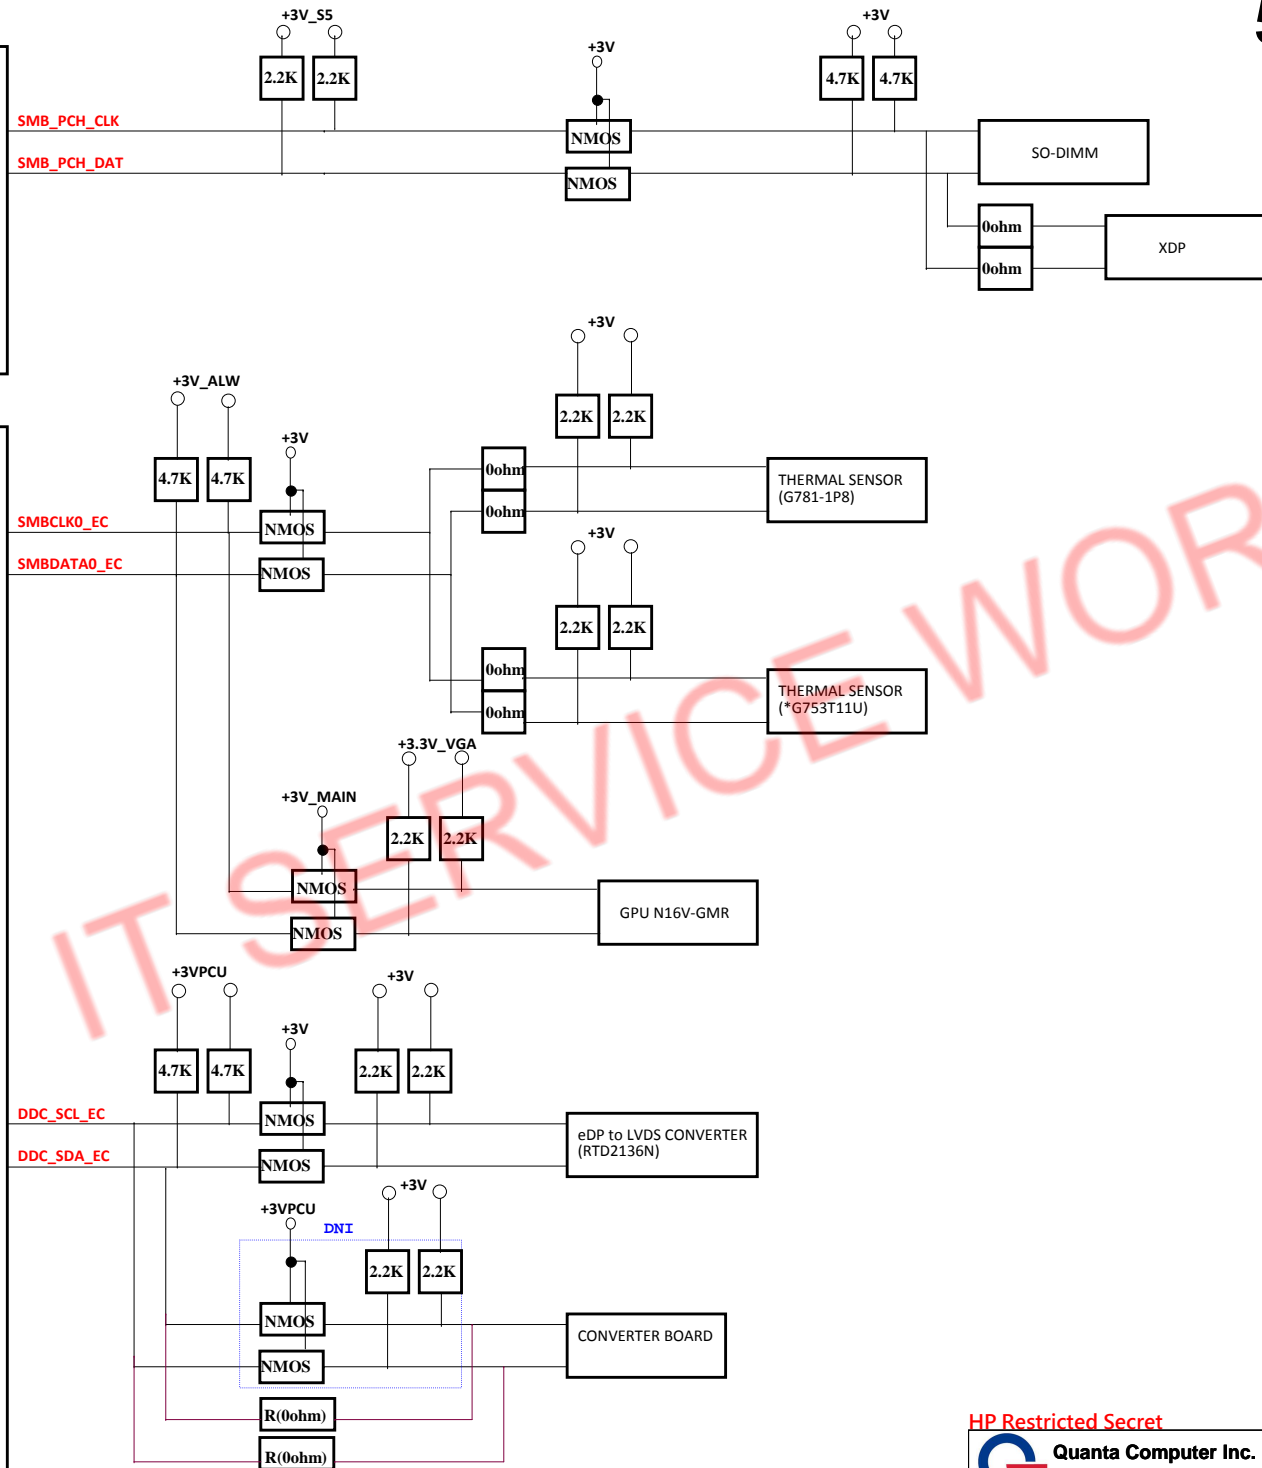 +3V_S5
+3V
+3V
2.2K
2.2K
4.7K
4.7K
SMB_PCH_CLK
NMOS
SO-DIMM
SMB_PCH_DAT
NMOS
0ohm
XDP
0ohm
+3V
+3V_ALW
2.2K
2.2K
+3V
4.7K
4.7K
0ohm
THERMAL SENSOR
(G781-1P8)
0ohm
SMBCLK0_EC
NMOS
+3V
SMBDATA0_EC
NMOS
2.2K
2.2K
0ohm
THERMAL SENSOR
(*G753T11U)
0ohm
+3.3V_VGA
+3V_MAIN
2.2K
2.2K
NMOS
GPU N16V-GMR
NMOS
+3VPCU
+3V
+3V
4.7K
4.7K
2.2K
2.2K
DDC_SCL_EC
NMOS
eDP to LVDS CONVERTER
(RTD2136N)
DDC_SDA_EC
NMOS
+3V
+3VPCU
DNI
2.2K
2.2K
NMOS
CONVERTER BOARD
NMOS
R(0ohm)
R(0ohm)
IT SERVICE WOR
HP Restricted Secret
Quanta Computer Inc.